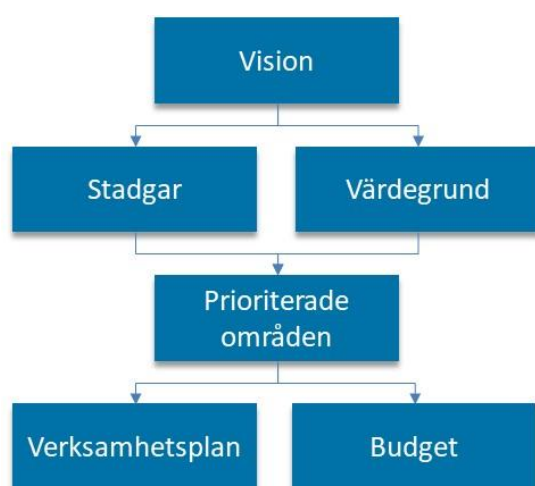 Vision
Stadgar
Värdegrund
Prioriterade
områden
Verksamhetsplan
Budget